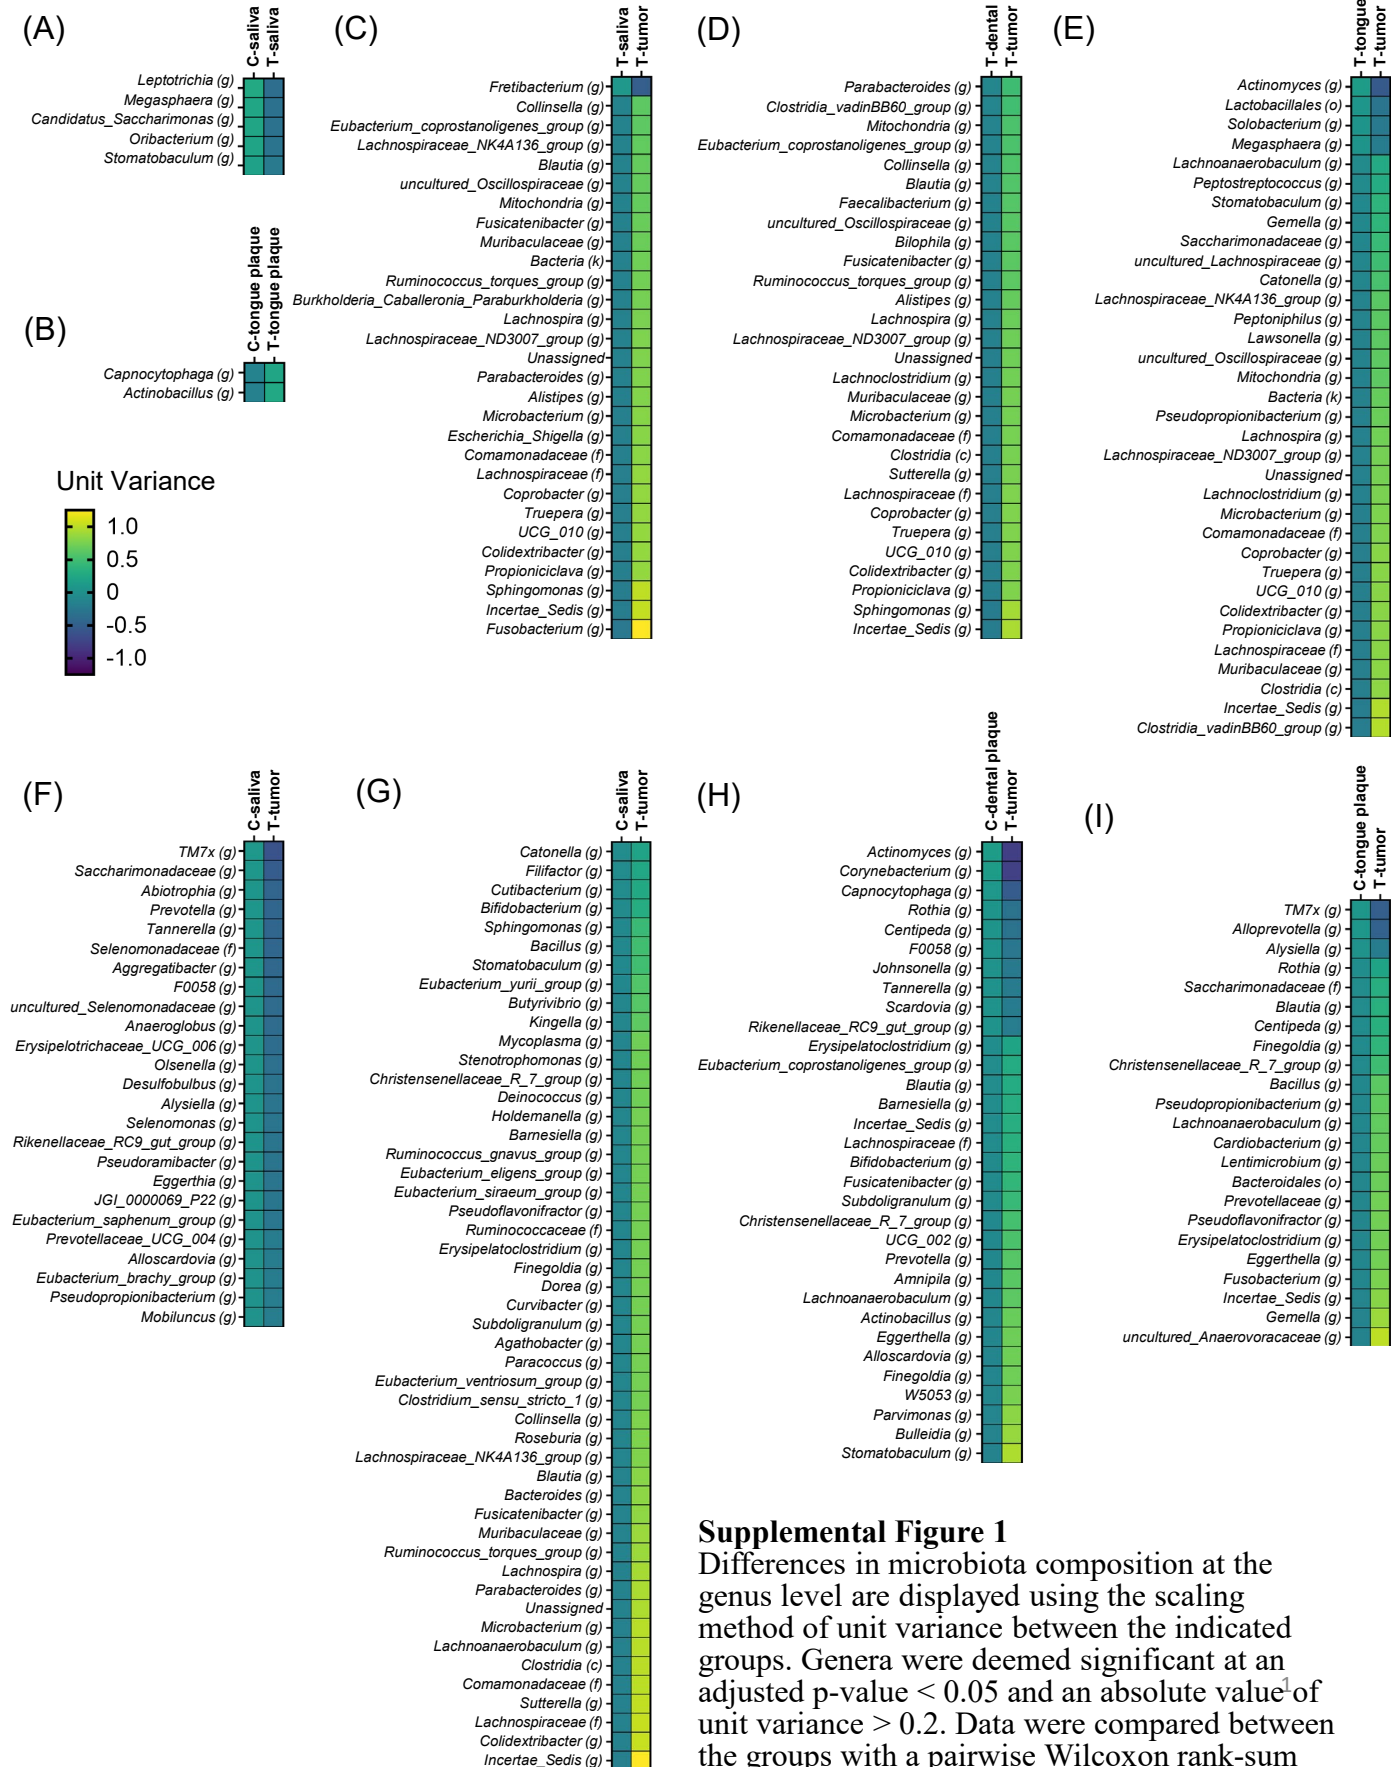 (A)
C-saliva
T-saliva
Leptotrichia (g)
Megasphaera (g)
Candidatus_Saccharimonas (g)
Oribacterium (g)
Stomatobaculum (g)
(B)
C-tongue plaque
T-tongue plaque
Capnocytophaga (g)
Actinobacillus (g)
Unit Variance
1.0
0.5
0
-0.5
-1.0
(C)
T-saliva
T-tumor
Fretibacterium (g)
Collinsella (g)
Eubacterium_coprostanoligenes_group (g)
Lachnospiraceae_NK4A136_group (g)
Blautia (g)
uncultured_Oscillospiraceae (g)
Mitochondria (g)
Fusicatenibacter (g)
Muribaculaceae (g)
Bacteria (k)
Ruminococcus_torques_group (g)
Burkholderia_Caballeronia_Paraburkholderia (g)
Lachnospira (g)
Lachnospiraceae_ND3007_group (g)
Unassigned
Parabacteroides (g)
Alistipes (g)
Microbacterium (g)
Escherichia_Shigella (g)
Comamonadaceae (f)
Lachnospiraceae (f)
Coprobacter (g)
Truepera (g)
UCG_010 (g)
Colidextribacter (g)
Propioniciclava (g)
Sphingomonas (g)
Incertae_Sedis (g)
Fusobacterium (g)
(D)
T-dental
T-tumor
Parabacteroides (g)
Clostridia_vadinBB60_group (g)
Mitochondria (g)
Eubacterium_coprostanoligenes_group (g)
Collinsella (g)
Blautia (g)
Faecalibacterium (g)
uncultured_Oscillospiraceae (g)
Bilophila (g)
Fusicatenibacter (g)
Ruminococcus_torques_group (g)
Alistipes (g)
Lachnospira (g)
Lachnospiraceae_ND3007_group (g)
Unassigned
Lachnoclostridium (g)
Muribaculaceae (g)
Microbacterium (g)
Comamonadaceae (f)
Clostridia (c)
Sutterella (g)
Lachnospiraceae (f)
Coprobacter (g)
Truepera (g)
UCG_010 (g)
Colidextribacter (g)
Propioniciclava (g)
Sphingomonas (g)
Incertae_Sedis (g)
(E)
T-tongue
T-tumor
Actinomyces (g)
Lactobacillales (o)
Solobacterium (g)
Megasphaera (g)
Lachnoanaerobaculum (g)
Peptostreptococcus (g)
Stomatobaculum (g)
Gemella (g)
Saccharimonadaceae (g)
uncultured_Lachnospiraceae (g)
Catonella (g)
Lachnospiraceae_NK4A136_group (g)
Peptoniphilus (g)
Lawsonella (g)
uncultured_Oscillospiraceae (g)
Mitochondria (g)
Bacteria (k)
Pseudopropionibacterium (g)
Lachnospira (g)
Lachnospiraceae_ND3007_group (g)
Unassigned
Lachnoclostridium (g)
Microbacterium (g)
Comamonadaceae (f)
Coprobacter (g)
Truepera (g)
UCG_010 (g)
Colidextribacter (g)
Propioniciclava (g)
Lachnospiraceae (f)
Muribaculaceae (g)
Clostridia (c)
Incertae_Sedis (g)
Clostridia_vadinBB60_group (g)
(F)
C-saliva
T-tumor
TM7x (g)
Saccharimonadaceae (g)
Abiotrophia (g)
Prevotella (g)
Tannerella (g)
Selenomonadaceae (f)
Aggregatibacter (g)
F0058 (g)
uncultured_Selenomonadaceae (g)
Anaeroglobus (g)
Erysipelotrichaceae_UCG_006 (g)
Olsenella (g)
Desulfobulbus (g)
Alysiella (g)
Selenomonas (g)
Rikenellaceae_RC9_gut_group (g)
Pseudoramibacter (g)
Eggerthia (g)
JGI_0000069_P22 (g)
Eubacterium_saphenum_group (g)
Prevotellaceae_UCG_004 (g)
Alloscardovia (g)
Eubacterium_brachy_group (g)
Pseudopropionibacterium (g)
Mobiluncus (g)
(G)
C-saliva
T-tumor
Catonella (g)
Filifactor (g)
Cutibacterium (g)
Bifidobacterium (g)
Sphingomonas (g)
Bacillus (g)
Stomatobaculum (g)
Eubacterium_yurii_group (g)
Butyrivibrio (g)
Kingella (g)
Mycoplasma (g)
Stenotrophomonas (g)
Christensenellaceae_R_7_group (g)
Deinococcus (g)
Holdemanella (g)
Barnesiella (g)
Ruminococcus_gnavus_group (g)
Eubacterium_eligens_group (g)
Eubacterium_siraeum_group (g)
Pseudoflavonifractor (g)
Ruminococcaceae (f)
Erysipelatoclostridium (g)
Finegoldia (g)
Dorea (g)
Curvibacter (g)
Subdoligranulum (g)
Agathobacter (g)
Paracoccus (g)
Eubacterium_ventriosum_group (g)
Clostridium_sensu_stricto_1 (g)
Collinsella (g)
Roseburia (g)
Lachnospiraceae_NK4A136_group (g)
Blautia (g)
Bacteroides (g)
Fusicatenibacter (g)
Muribaculaceae (g)
Ruminococcus_torques_group (g)
Lachnospira (g)
Parabacteroides (g)
Unassigned
Microbacterium (g)
Lachnoanaerobaculum (g)
Clostridia (c)
Comamonadaceae (f)
Sutterella (g)
Lachnospiraceae (f)
Colidextribacter (g)
Incertae_Sedis (g)
(H)
C-dental plaque
T-tumor
Actinomyces (g)
Corynebacterium (g)
Capnocytophaga (g)
Rothia (g)
Centipeda (g)
F0058 (g)
Johnsonella (g)
Tannerella (g)
Scardovia (g)
Rikenellaceae_RC9_gut_group (g)
Erysipelatoclostridium (g)
Eubacterium_coprostanoligenes_group (g)
Blautia (g)
Barnesiella (g)
Incertae_Sedis (g)
Lachnospiraceae (f)
Bifidobacterium (g)
Fusicatenibacter (g)
Subdoligranulum (g)
Christensenellaceae_R_7_group (g)
UCG_002 (g)
Prevotella (g)
Amnipila (g)
Lachnoanaerobaculum (g)
Actinobacillus (g)
Eggerthella (g)
Alloscardovia (g)
Finegoldia (g)
W5053 (g)
Parvimonas (g)
Bulleidia (g)
Stomatobaculum (g)
(I)
C-tongue plaque
T-tumor
TM7x (g)
Alloprevotella (g)
Alysiella (g)
Rothia (g)
Saccharimonadaceae (f)
Blautia (g)
Centipeda (g)
Finegoldia (g)
Christensenellaceae_R_7_group (g)
Bacillus (g)
Pseudopropionibacterium (g)
Lachnoanaerobaculum (g)
Cardiobacterium (g)
Lentimicrobium (g)
Bacteroidales (o)
Prevotellaceae (g)
Pseudoflavonifractor (g)
Erysipelatoclostridium (g)
Eggerthella (g)
Fusobacterium (g)
Incertae_Sedis (g)
Gemella (g)
uncultured_Anaerovoracaceae (g)
Supplemental Figure 1
Differences in microbiota composition at the
genus level are displayed using the scaling
method of unit variance between the indicated
groups. Genera were deemed significant at an
adjusted p-value < 0.05 and an absolute value of
unit variance > 0.2. Data were compared between
the groups with a pairwise Wilcoxon rank-sum
1